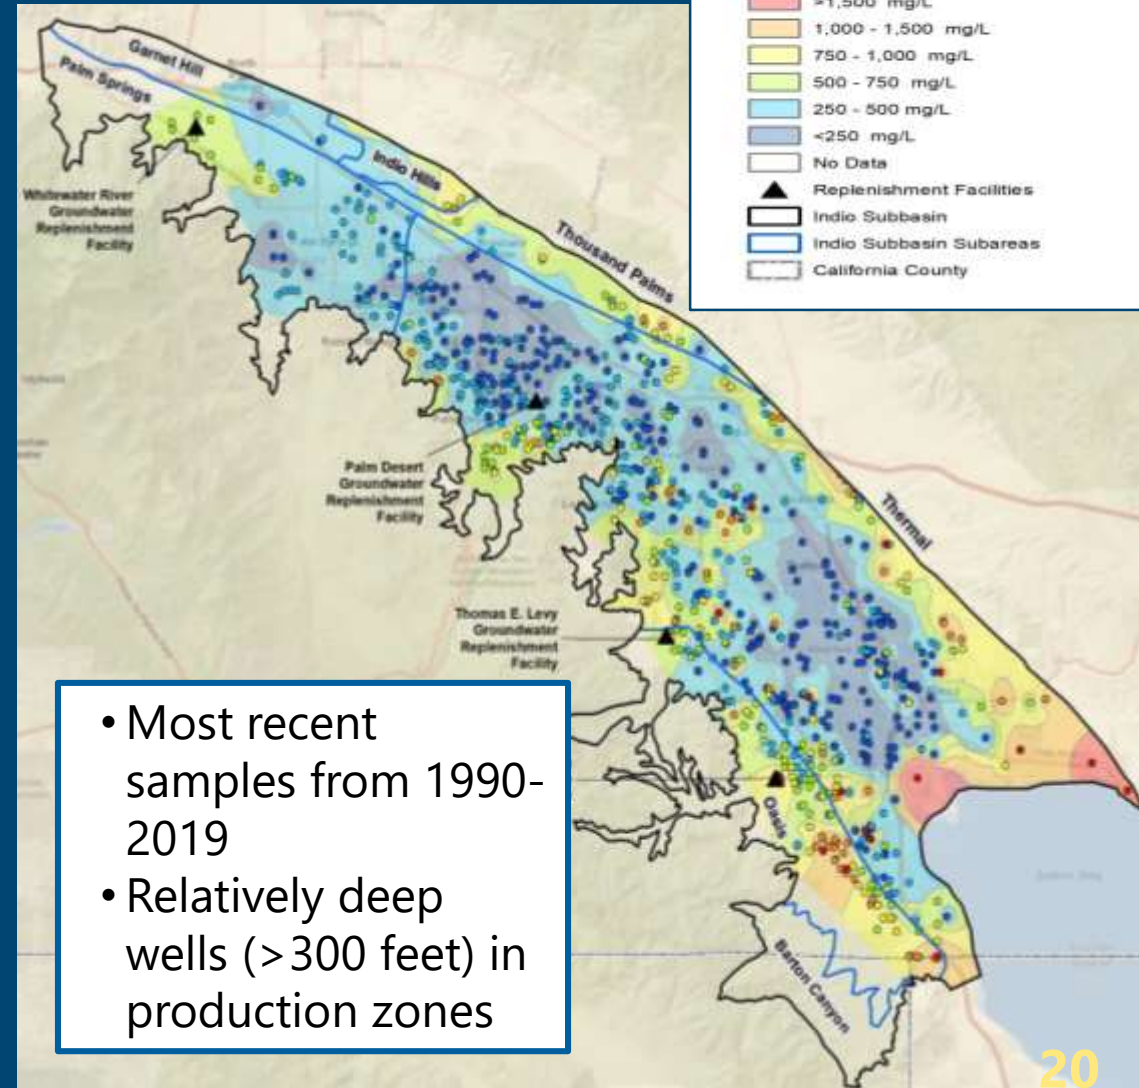 >1,500 mg/L
1,000 - 1,500 mg/L
750 - 1,000 mg/L
500 - 750 mg/L
250 - 500 mg/L
<250 mg/L
No Data
Replenishment Facilities
Indio Subbasin
Indio Subbasin Subareas
California County
Garnet Hill
Palm Springs
Indio Hills
Whitewater River
Groundwater
Replenishment
Facility
Thousand Palms
Palm Desert
Groundwater
Replenishment
Facility
Thermal
Thomas E. Levy
Groundwater
Replenishment
Facility
Oasis
Barton Canyon
• Most recent
samples from 1990-
2019
• Relatively deep
wells (>300 feet) in
production zones
20